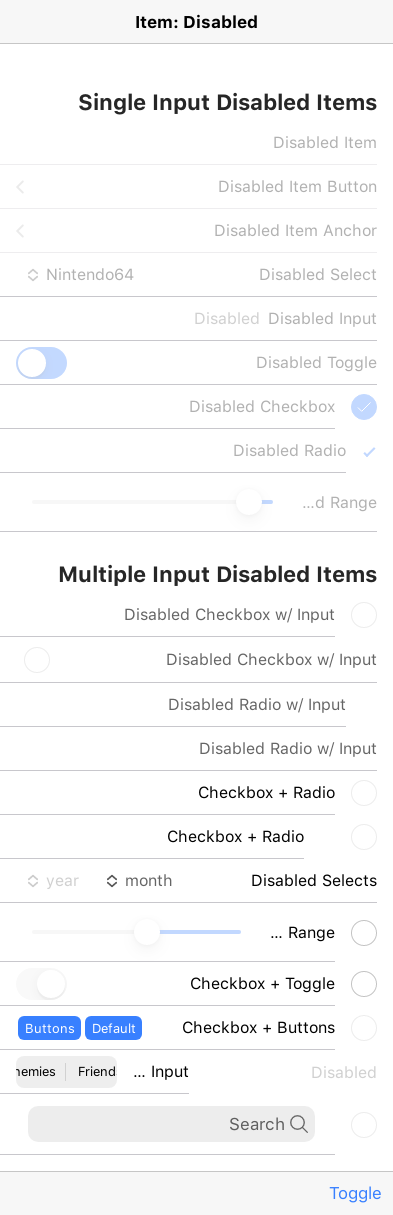 Item: Disabled
Single Input Disabled Items
Disabled Item
Disabled Item Button
Disabled Item Anchor
Disabled Select Nintendo64
Disabled Input Disabled
Disabled Toggle
Disabled Checkbox
Disabled Radio
...d Range
Multiple Input Disabled Items
Disabled Checkbox w/ Input
Disabled Checkbox w/ Input
Disabled Radio w/ Input
Disabled Radio w/ Input
Checkbox + Radio
Checkbox + Radio
Disabled Selects month year
... Range
Checkbox + Toggle
Checkbox + Buttons Default Buttons
Disabled ... Input Friend nemies
Search
Toggle